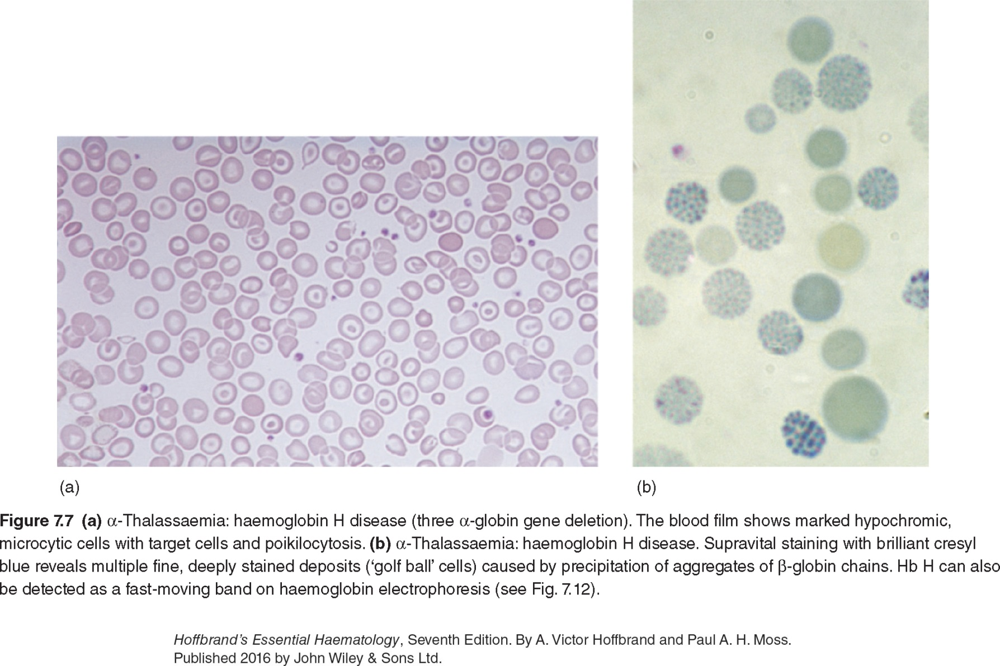 (a)
(b)
Figure 7.7 (a) α-Thalassaemia: haemoglobin H disease (three α-globin gene deletion). The blood film shows marked hypochromic,
microcytic cells with target cells and poikilocytosis. (b) α-Thalassaemia: haemoglobin H disease. Supravital staining with brilliant cresyl
blue reveals multiple fine, deeply stained deposits (‘golf ball’ cells) caused by precipitation of aggregates of β-globin chains. Hb H can also
be detected as a fast-moving band on haemoglobin electrophoresis (see Fig. 7.12).
Hoffbrand’s Essential Haematology, Seventh Edition. By A. Victor Hoffbrand and Paul A. H. Moss.
Published 2016 by John Wiley & Sons Ltd.